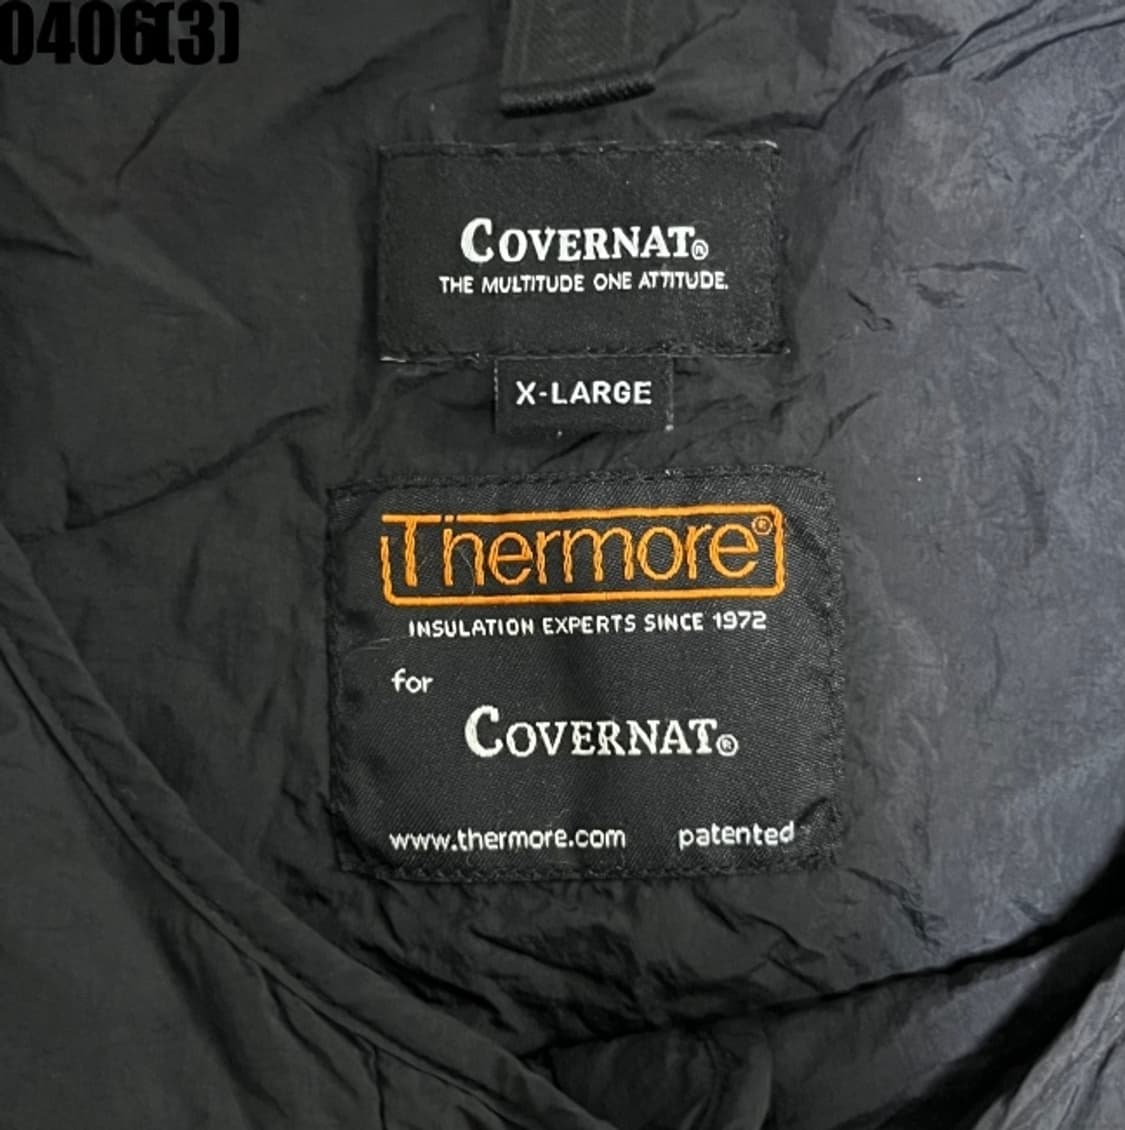 0406(3)
COVERNAT®
THE MULTITUDE ONE ATTITUDE.
X-LARGE
Thermore®
INSULATION EXPERTS SINCE 1972
for
COVERNAT®
www.thermore.com patented